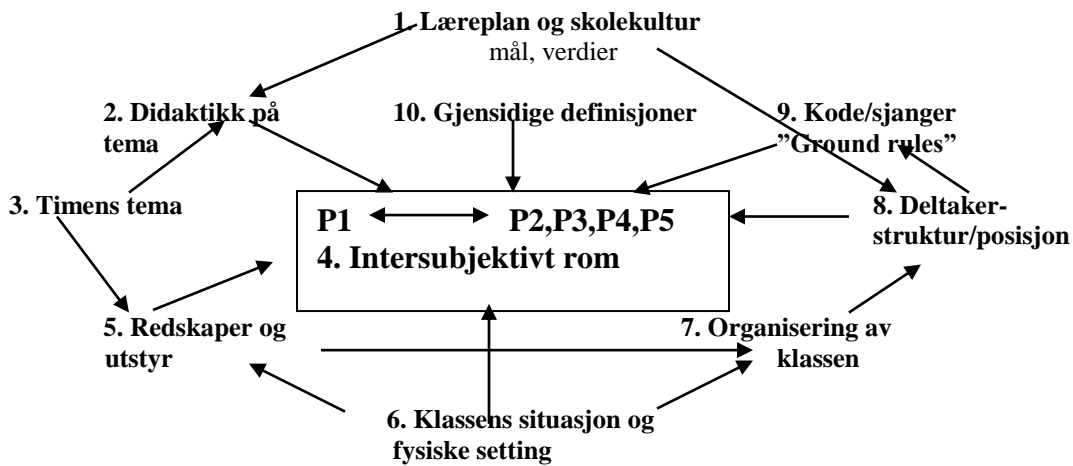 1. Læreplan og skolekultur
mål, verdier
2. Didaktikk på
tema
10. Gjensidige definisjoner
9. Kode/sjanger
”Ground rules”
3. Timens tema
P1 P2,P3,P4,P5
4. Intersubjektivt rom
8. Deltaker-
struktur/posisjon
5. Redskaper og
utstyr
7. Organisering av
klassen
6. Klassens situasjon og
fysiske setting